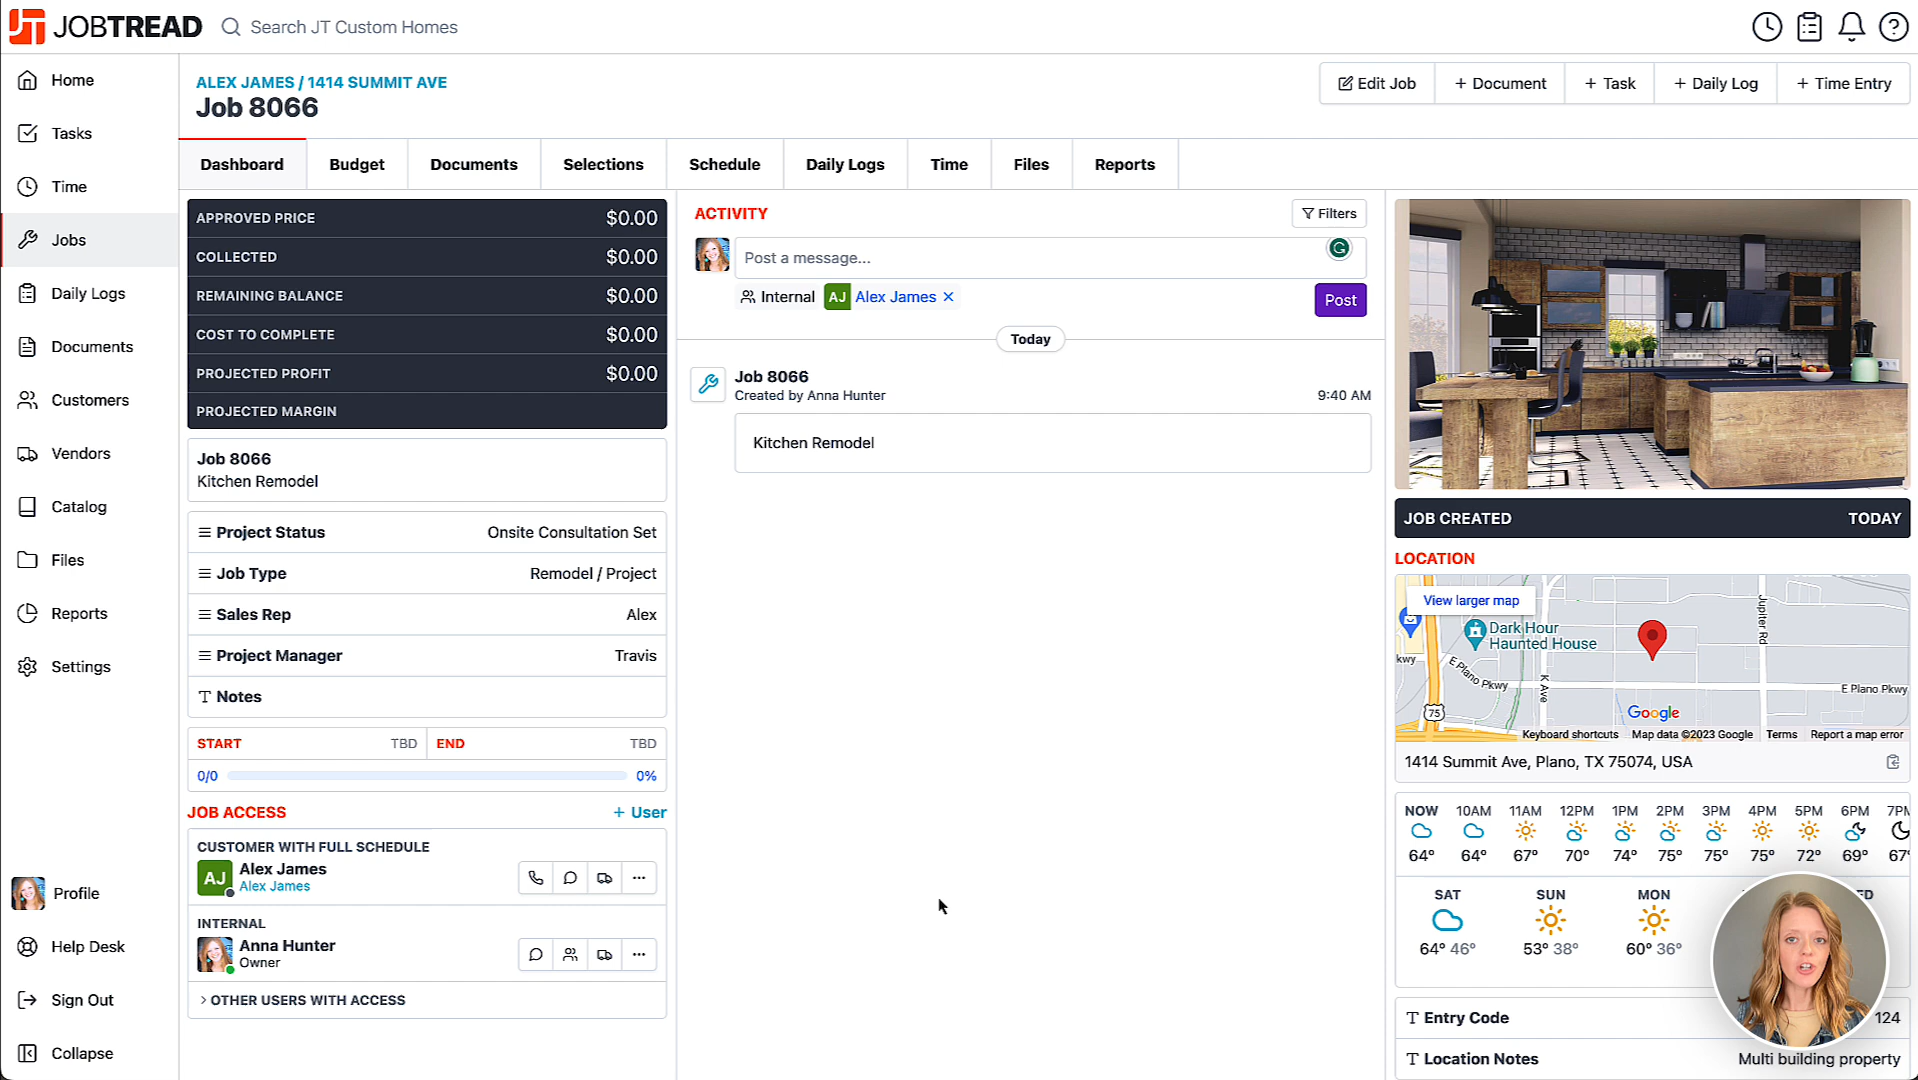 JT JOBTREAD
Search JT Custom Homes
Home
Tasks
Time
Jobs
Daily Logs
Documents
Customers
Vendors
Catalog
Files
Reports
Settings
Profile
Help Desk
Sign Out
Collapse
ALEX JAMES / 1414 SUMMIT AVE
Job 8066
Edit Job + Document + Task + Daily Log + Time Entry
Dashboard Budget Documents Selections Schedule Daily Logs Time Files Reports
APPROVED PRICE $0.00
COLLECTED $0.00
REMAINING BALANCE $0.00
COST TO COMPLETE $0.00
PROJECTED PROFIT $0.00
PROJECTED MARGIN
Job 8066
Kitchen Remodel
Project Status Onsite Consultation Set
Job Type Remodel / Project
Sales Rep Alex
Project Manager Travis
T Notes
START TBD END TBD
0/0 0%
JOB ACCESS + User
CUSTOMER WITH FULL SCHEDULE
AJ Alex James
Alex James
INTERNAL
Anna Hunter
Owner
> OTHER USERS WITH ACCESS
ACTIVITY
Filters
Post a message...
G
Internal AJ Alex James ×
Post
Today
Job 8066
Created by Anna Hunter 9:40 AM
Kitchen Remodel
JOB CREATED TODAY
LOCATION
View larger map
Dark Hour
Haunted House
kwy
E Plano Pkwy
K Ave
Jupiter Rd
E Plano Pkwy
75
Google
Keyboard shortcuts Map data ©2023 Google Terms Report a map error
1414 Summit Ave, Plano, TX 75074, USA
NOW 10AM 11AM 12PM 1PM 2PM 3PM 4PM 5PM 6PM 7PM
64° 64° 67° 70° 74° 75° 75° 75° 72° 69° 67°
SAT SUN MON ED
64° 46° 53° 38° 60° 36°
T Entry Code 124
T Location Notes Multi building property